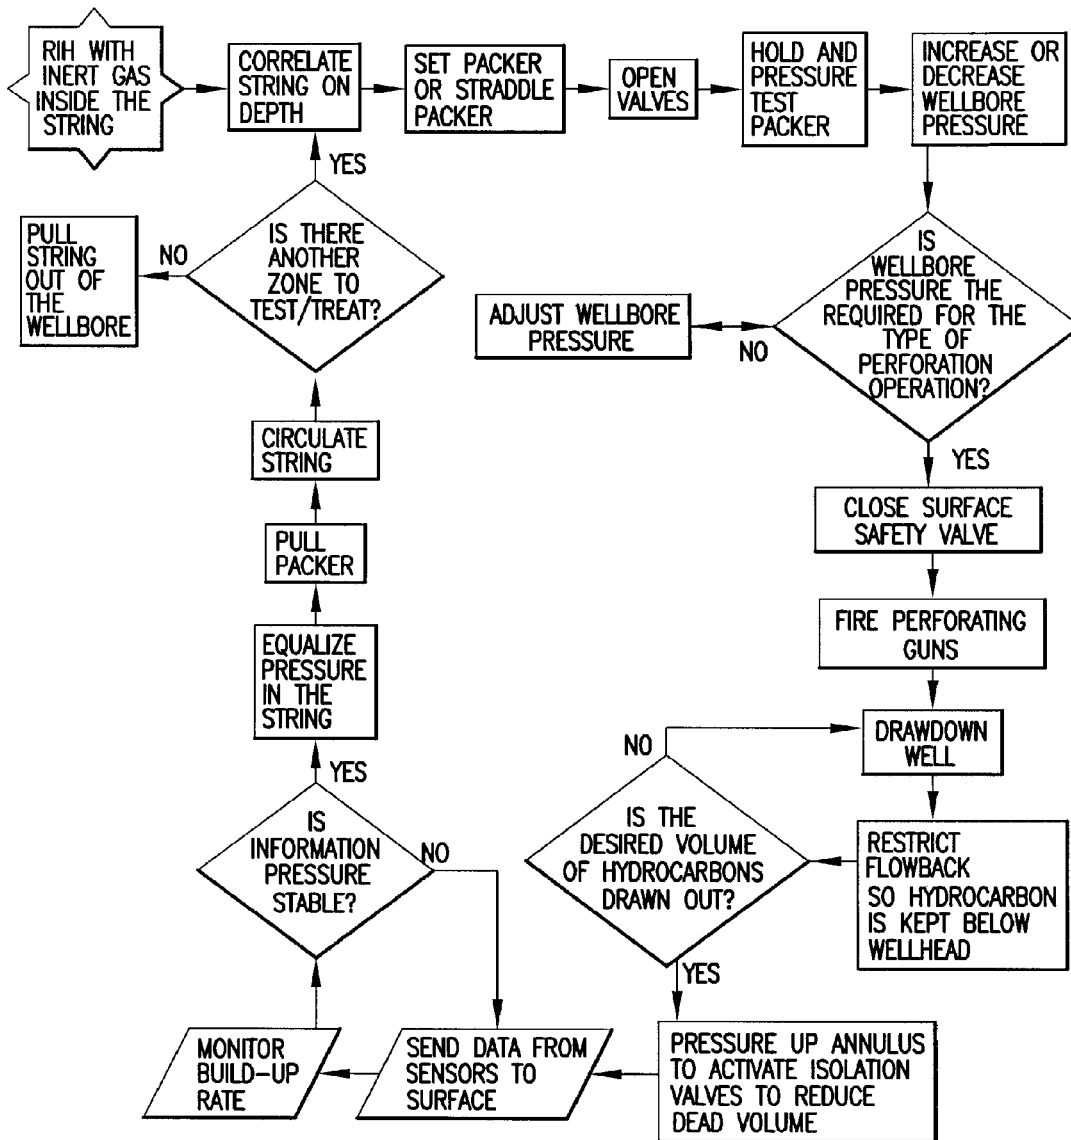 RIH WITH
INERT GAS
INSIDE THE
STRING
CORRELATE
STRING ON
DEPTH
SET PACKER
OR STRADDLE
PACKER
OPEN
VALVES
HOLD AND
PRESSURE
TEST
PACKER
INCREASE OR
DECREASE
WELLBORE
PRESSURE
YES
IS THERE
ANOTHER
ZONE TO
TEST/TREAT?
NO
PULL
STRING
OUT OF
THE
WELLBORE
IS
WELLBORE
PRESSURE THE
REQUIRED FOR THE
TYPE OF
PERFORATION
OPERATION?
NO
ADJUST WELLBORE
PRESSURE
YES
CLOSE SURFACE
SAFETY VALVE
FIRE PERFORATING
GUNS
DRAWDOWN
WELL
RESTRICT
FLOWBACK
SO HYDROCARBON
IS KEPT BELOW
WELLHEAD
NO
IS THE
DESIRED VOLUME
OF HYDROCARBONS
DRAWN OUT?
YES
PRESSURE UP ANNULUS
TO ACTIVATE ISOLATION
VALVES TO REDUCE
DEAD VOLUME
SEND DATA FROM
SENSORS TO
SURFACE
MONITOR
BUILD-UP
RATE
IS
INFORMATION
PRESSURE
STABLE?
NO
YES
EQUALIZE
PRESSURE
IN THE
STRING
PULL
PACKER
CIRCULATE
STRING